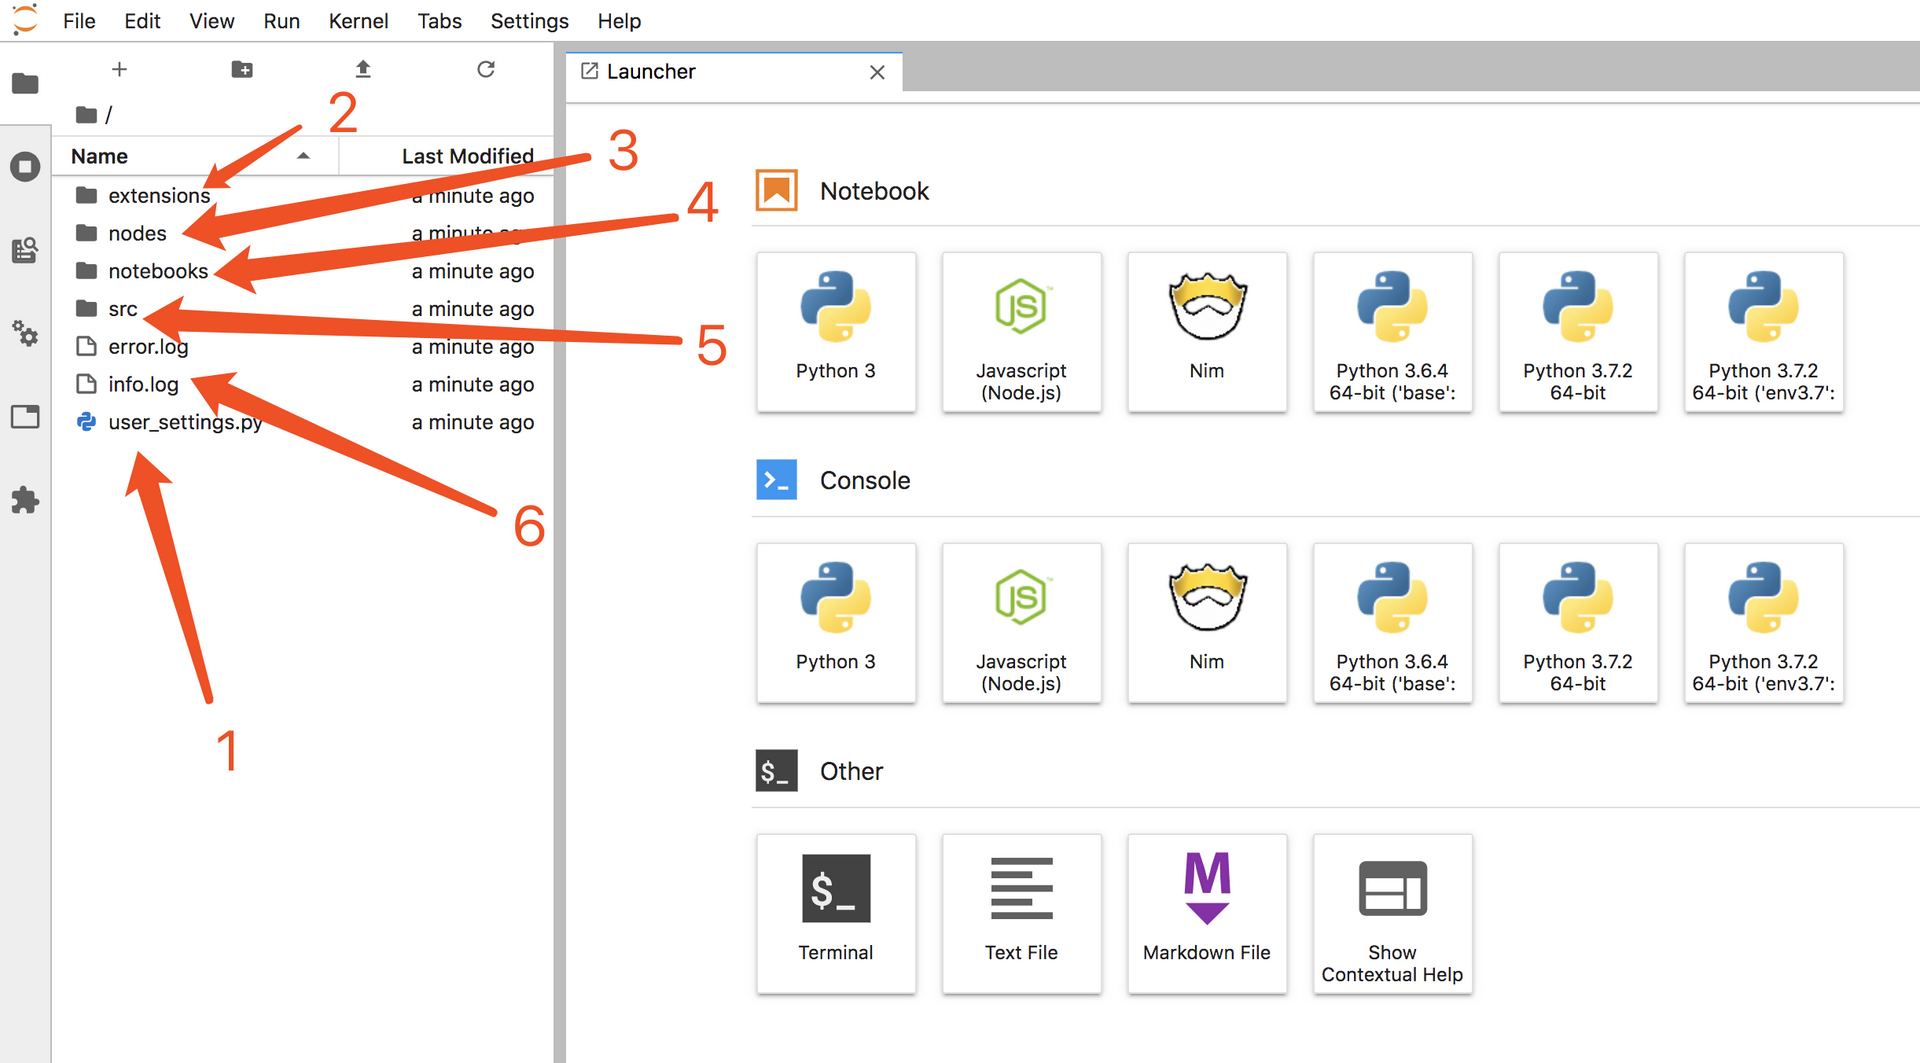 File Edit View Run Kernel Tabs Settings Help
Launcher
/
2
Name Last Modified
3
extensions a minute ago
4
nodes a minute ago
notebooks a minute ago
src a minute ago
5
error.log a minute ago
info.log a minute ago
user_settings.py a minute ago
6
1
Notebook
Python 3
Javascript
(Node.js)
Nim
Python 3.6.4
64-bit ('base':
Python 3.7.2
64-bit
Python 3.7.2
64-bit ('env3.7':
Console
Python 3
Javascript
(Node.js)
Nim
Python 3.6.4
64-bit ('base':
Python 3.7.2
64-bit
Python 3.7.2
64-bit ('env3.7':
$_
Other
$_
Terminal
Text File
M
Markdown File
Show
Contextual Help